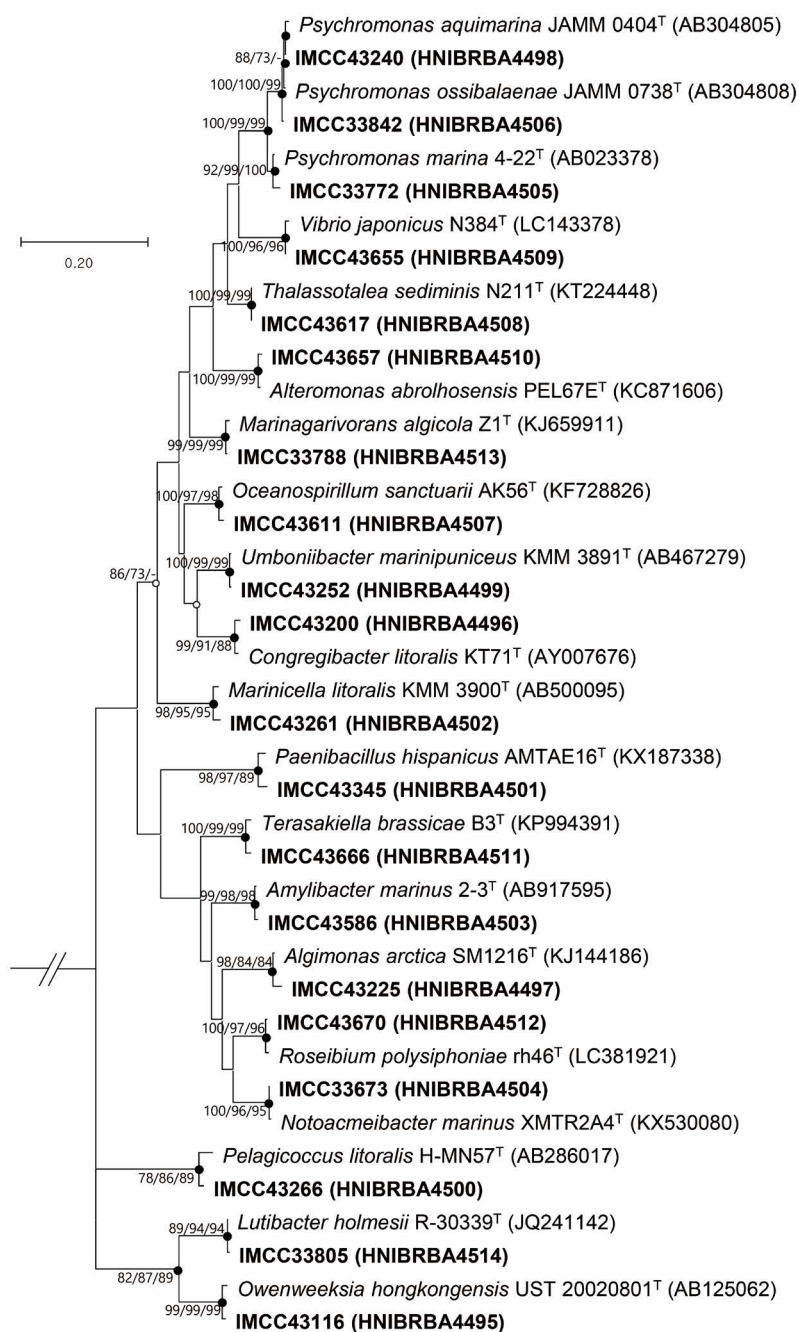 Psychromonas aquimarina JAMM 0404ᵀ (AB304805)
88/73/-
IMCC43240 (HNIBRBA4498)
100/100/99
Psychromonas ossibalaenae JAMM 0738ᵀ (AB304808)
100/99/99
IMCC33842 (HNIBRBA4506)
Psychromonas marina 4-22ᵀ (AB023378)
92/99/100
IMCC33772 (HNIBRBA4505)
Vibrio japonicus N384ᵀ (LC143378)
100/96/96
IMCC43655 (HNIBRBA4509)
0.20
Thalassotalea sediminis N211ᵀ (KT224448)
100/99/99
IMCC43617 (HNIBRBA4508)
IMCC43657 (HNIBRBA4510)
100/99/99
Alteromonas abrolhosensis PEL67Eᵀ (KC871606)
Marinagarivorans algicola Z1ᵀ (KJ659911)
99/99/99
IMCC33788 (HNIBRBA4513)
Oceanospirillum sanctuarii AK56ᵀ (KF728826)
100/97/98
IMCC43611 (HNIBRBA4507)
Umboniibacter marinipuniceus KMM 3891ᵀ (AB467279)
100/99/99
86/73/-
IMCC43252 (HNIBRBA4499)
IMCC43200 (HNIBRBA4496)
99/91/88
Congregibacter litoralis KT71ᵀ (AY007676)
Marinicella litoralis KMM 3900ᵀ (AB500095)
98/95/95
IMCC43261 (HNIBRBA4502)
Paenibacillus hispanicus AMTAE16ᵀ (KX187338)
98/97/89
IMCC43345 (HNIBRBA4501)
Terasakiella brassicae B3ᵀ (KP994391)
100/99/99
IMCC43666 (HNIBRBA4511)
Amylibacter marinus 2-3ᵀ (AB917595)
99/98/98
IMCC43586 (HNIBRBA4503)
Algimonas arctica SM1216ᵀ (KJ144186)
98/84/84
IMCC43225 (HNIBRBA4497)
IMCC43670 (HNIBRBA4512)
100/97/96
Roseibium polysiphoniae rh46ᵀ (LC381921)
IMCC33673 (HNIBRBA4504)
100/96/95
Notoacmeibacter marinus XMTR2A4ᵀ (KX530080)
Pelagicoccus litoralis H-MN57ᵀ (AB286017)
78/86/89
IMCC43266 (HNIBRBA4500)
Lutibacter holmesii R-30339ᵀ (JQ241142)
89/94/94
IMCC33805 (HNIBRBA4514)
82/87/89
Owenweeksia hongkongensis UST 20020801ᵀ (AB125062)
99/99/99
IMCC43116 (HNIBRBA4495)